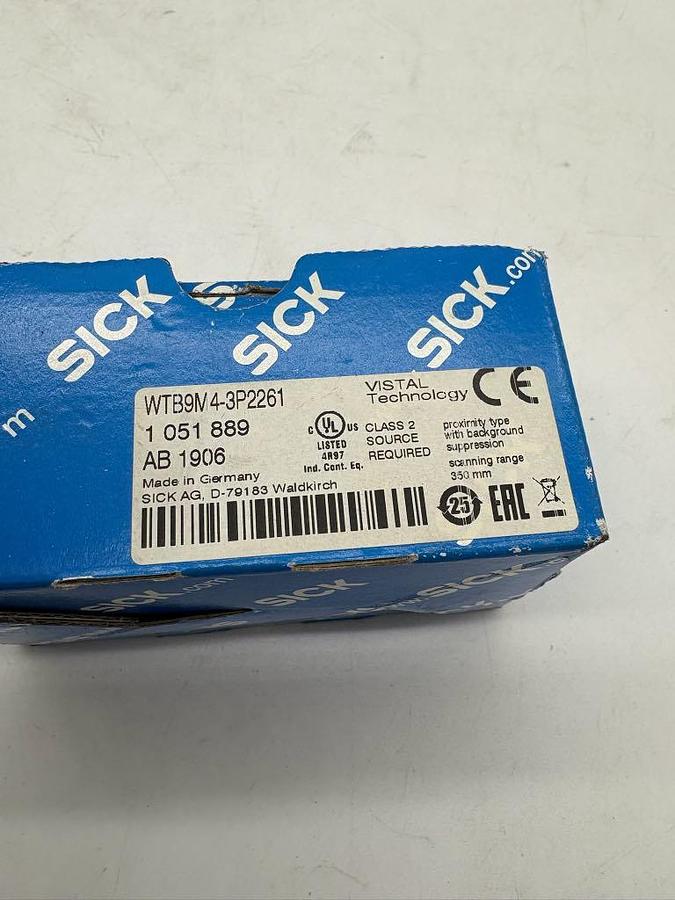 SICK
SICK
SICK.com
m
WTB9M4-3P2261
1 051 889
AB 1906
Made in Germany
SICK AG, D-79183 Waldkirch
C UL US
LISTED
4R97
Ind. Cont. Eq.
CLASS 2
SOURCE
REQUIRED
VISTAL
Technology
CE
proximity type
with background
suppression
scanning range
350 mm
25
EAC
SICK.com
SICK
SICK